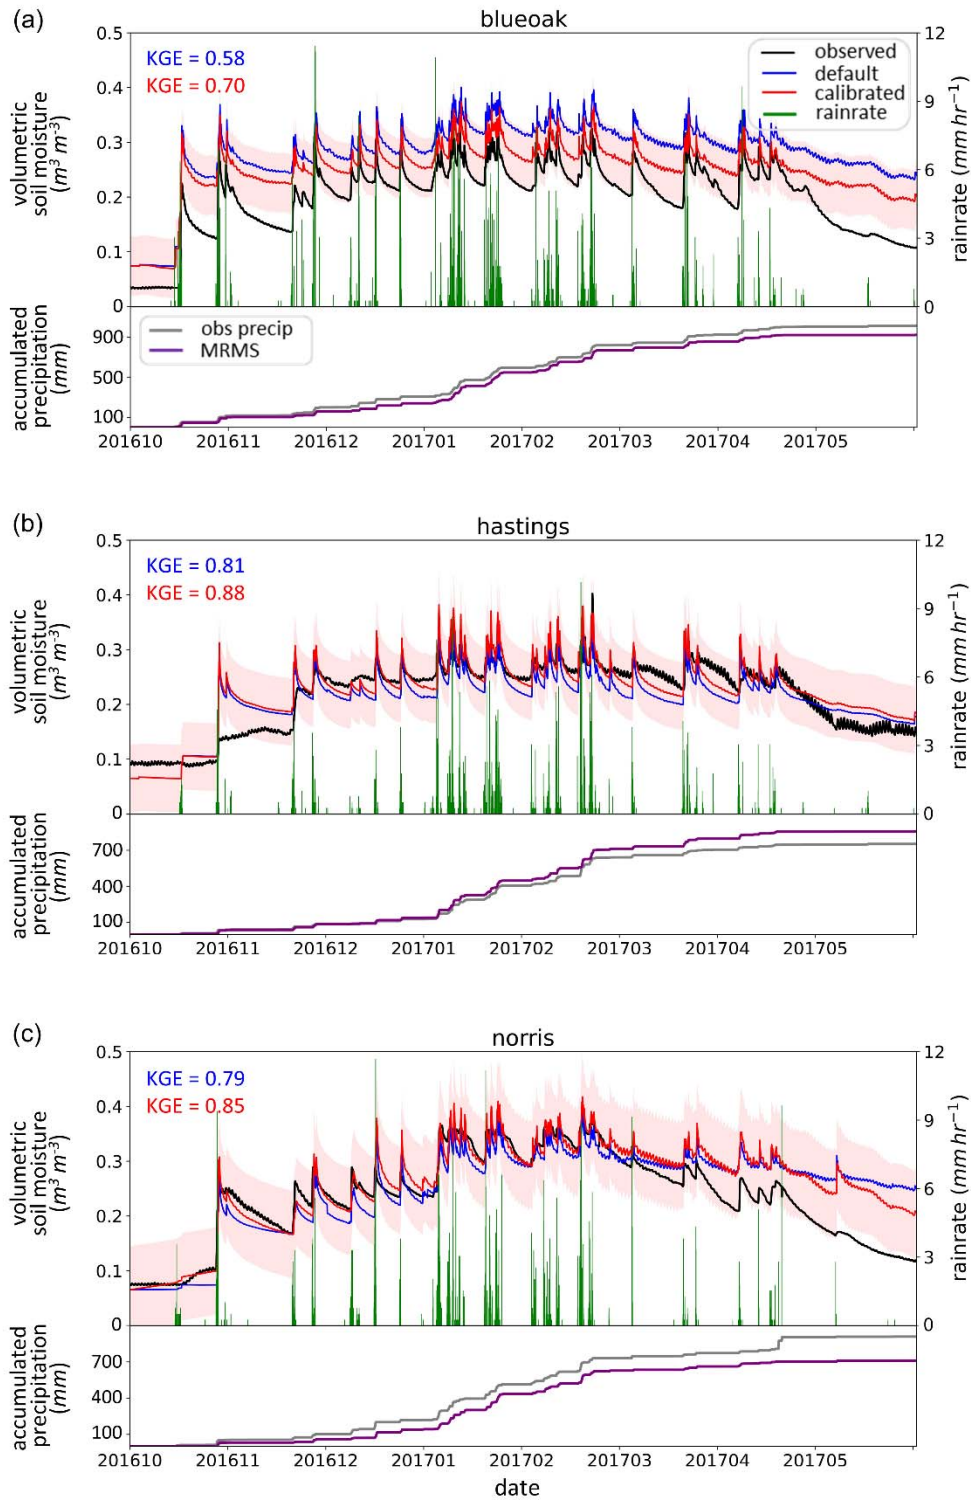 (a)
blueoak
KGE = 0.58
KGE = 0.70
observed
default
calibrated
rainrate
0.5
0.4
0.3
0.2
0.1
0
volumetric
soil moisture
(m³ m⁻³)
12
9
6
3
0
rainrate (mm hr⁻¹)
obs precip
MRMS
900
500
100
accumulated
precipitation
(mm)
201610 201611 201612 201701 201702 201703 201704 201705
(b)
hastings
KGE = 0.81
KGE = 0.88
0.5
0.4
0.3
0.2
0.1
0
volumetric
soil moisture
(m³ m⁻³)
12
9
6
3
0
rainrate (mm hr⁻¹)
700
400
100
accumulated
precipitation
(mm)
201610 201611 201612 201701 201702 201703 201704 201705
(c)
norris
KGE = 0.79
KGE = 0.85
0.5
0.4
0.3
0.2
0.1
0
volumetric
soil moisture
(m³ m⁻³)
12
9
6
3
0
rainrate (mm hr⁻¹)
700
400
100
accumulated
precipitation
(mm)
201610 201611 201612 201701 201702 201703 201704 201705
date